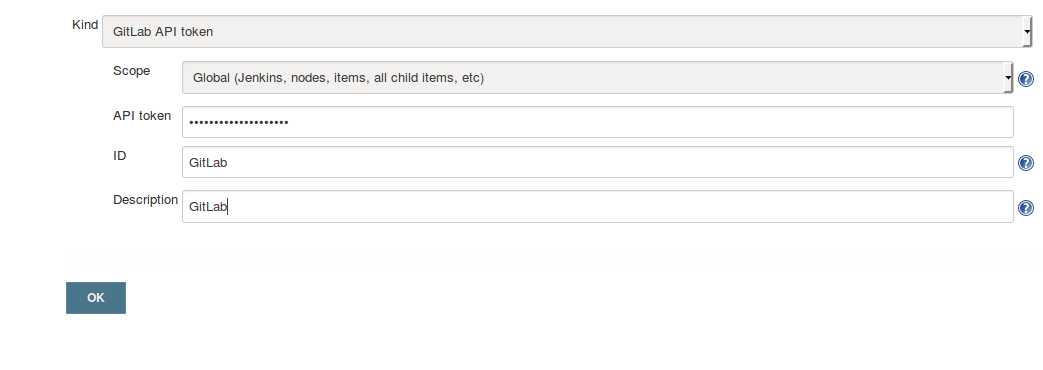 Kind GitLab API token
Scope Global (Jenkins, nodes, items, all child items, etc)
API token ••••••••••••••••••••
ID GitLab
Description GitLab
OK